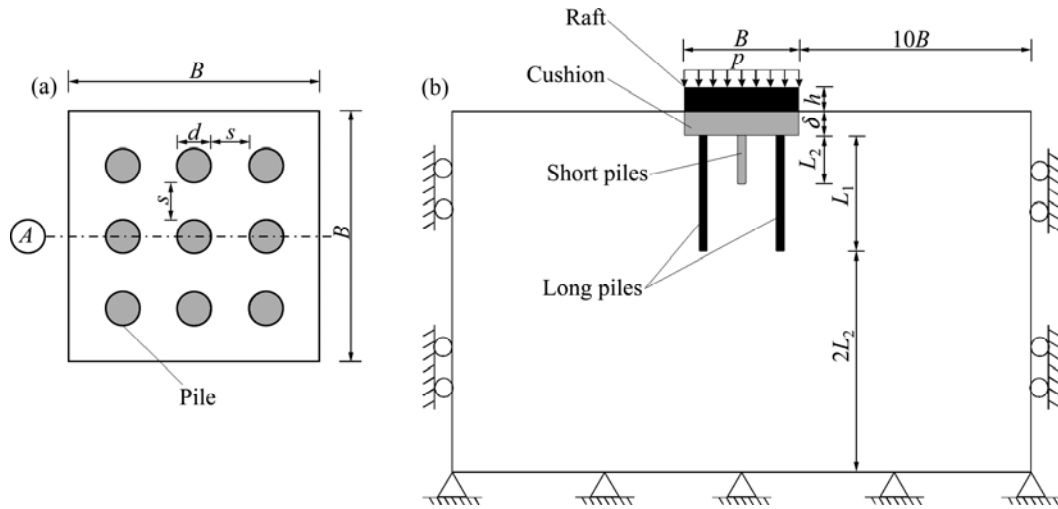 (a)
B
d
s
s
B
A
Pile
(b)
Raft
B
10B
p
Cushion
h
δ
Short piles
L₂
L₁
Long piles
2L₂